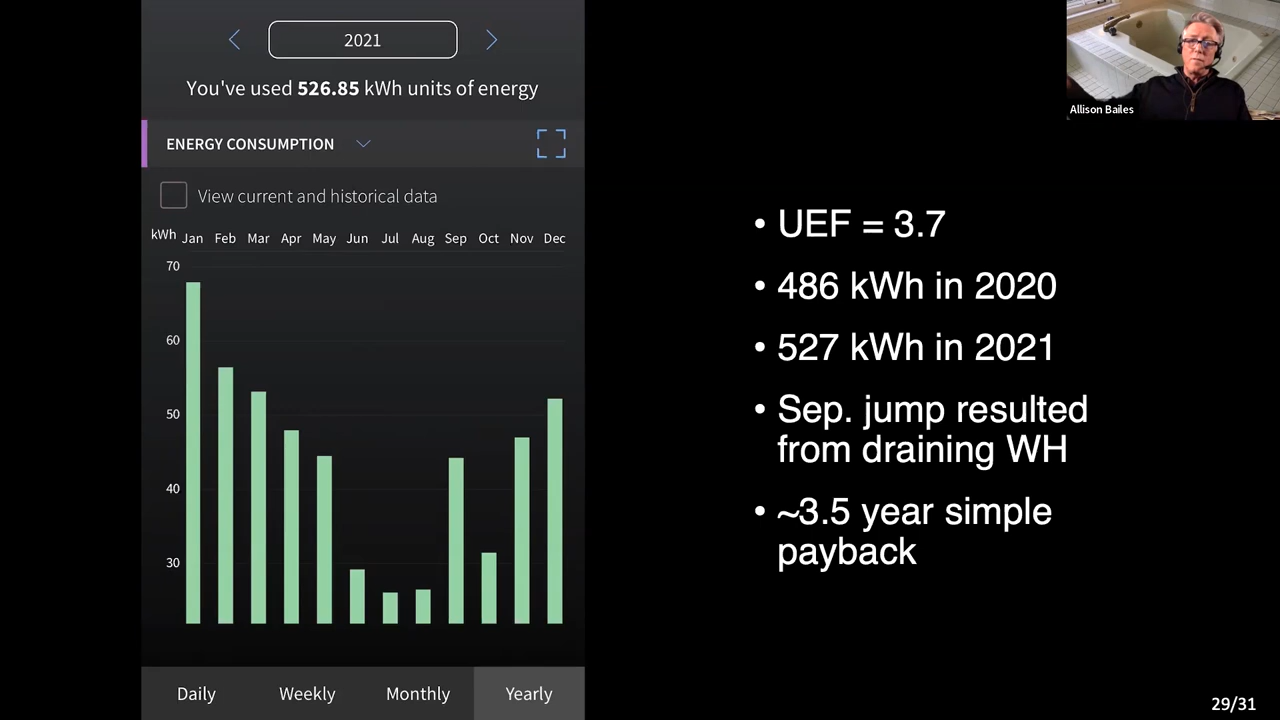 2021
You've used 526.85 kWh units of energy
ENERGY CONSUMPTION
View current and historical data
kWh Jan Feb Mar Apr May Jun Jul Aug Sep Oct Nov Dec
70
60
50
40
30
Daily Weekly Monthly Yearly
• UEF = 3.7
• 486 kWh in 2020
• 527 kWh in 2021
• Sep. jump resulted
from draining WH
• ~3.5 year simple
payback
Allison Bailes
29/31